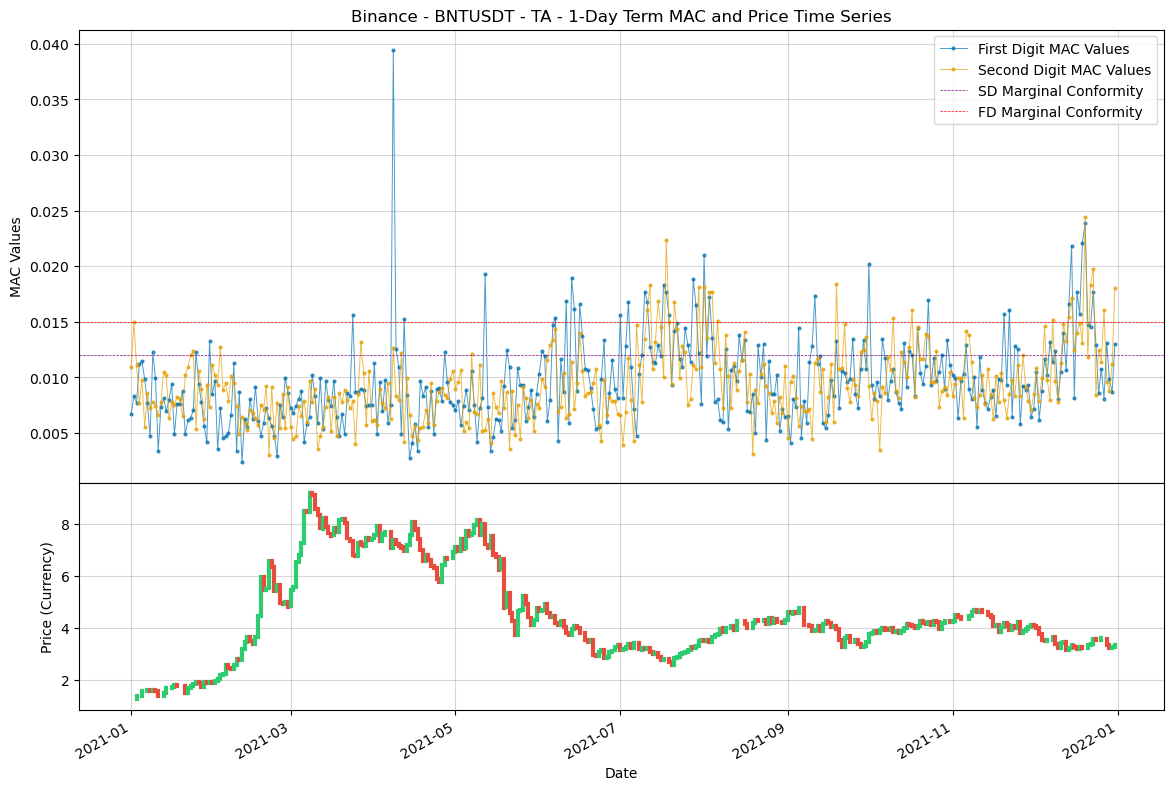 Binance - BNTUSDT - TA - 1-Day Term MAC and Price Time Series
0.040
0.035
0.030
0.025
0.020
0.015
0.010
0.005
MAC Values
First Digit MAC Values
Second Digit MAC Values
SD Marginal Conformity
FD Marginal Conformity
8
6
4
2
Price (Currency)
2021-01
2021-03
2021-05
2021-07
2021-09
2021-11
2022-01
Date